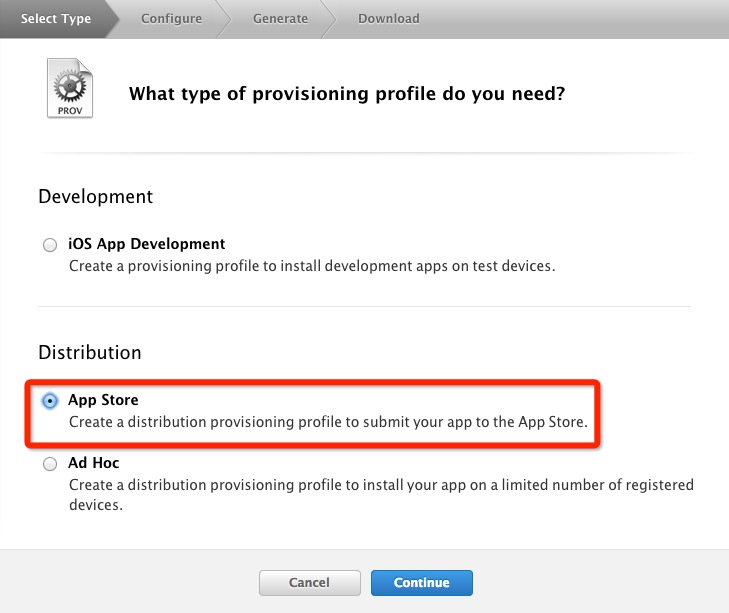 Select Type
Configure
Generate
Download
PROV
What type of provisioning profile do you need?
Development
iOS App Development
Create a provisioning profile to install development apps on test devices.
Distribution
App Store
Create a distribution provisioning profile to submit your app to the App Store.
Ad Hoc
Create a distribution provisioning profile to install your app on a limited number of registered
devices.
Cancel
Continue